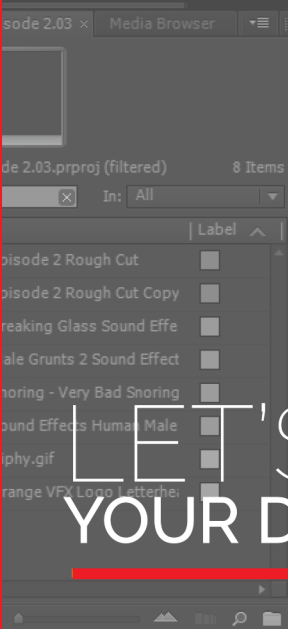 sode 2.03 × Media Browser
de 2.03.prproj (filtered) 8 Items
In: All
Label
pisode 2 Rough Cut
pisode 2 Rough Cut Copy
reaking Glass Sound Effe
ale Grunts 2 Sound Effect
noring - Very Bad Snoring
ound Effects Human Male
iphy.gif
range VFX Logo Letterhea
LET'S
YOUR D